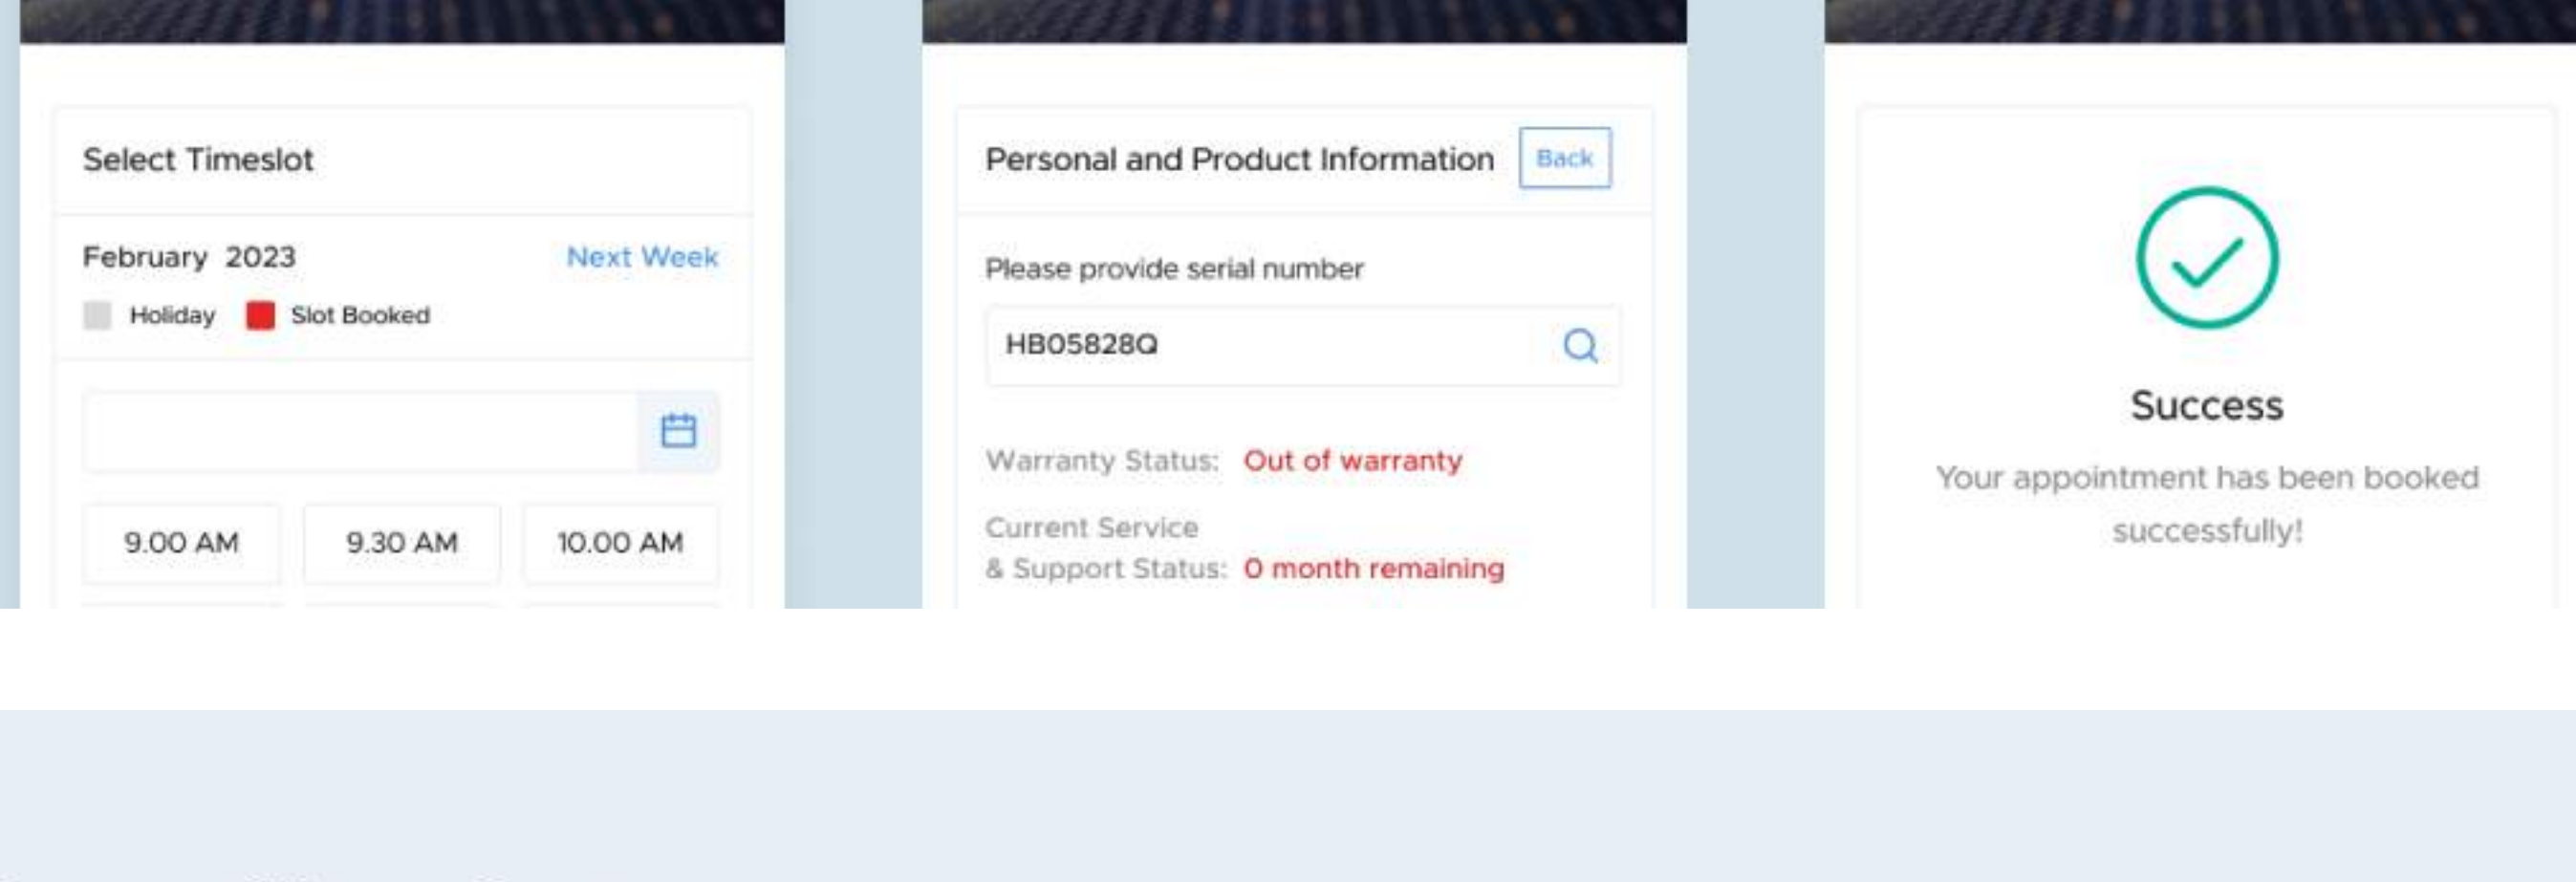 Select Timeslot
February 2023
Next Week
Holiday
Slot Booked
9.00 AM
9.30 AM
10.00 AM
Personal and Product Information
Back
Please provide serial number
HB05828Q
Warranty Status: Out of warranty
Current Service
& Support Status: 0 month remaining
Success
Your appointment has been booked
successfully!